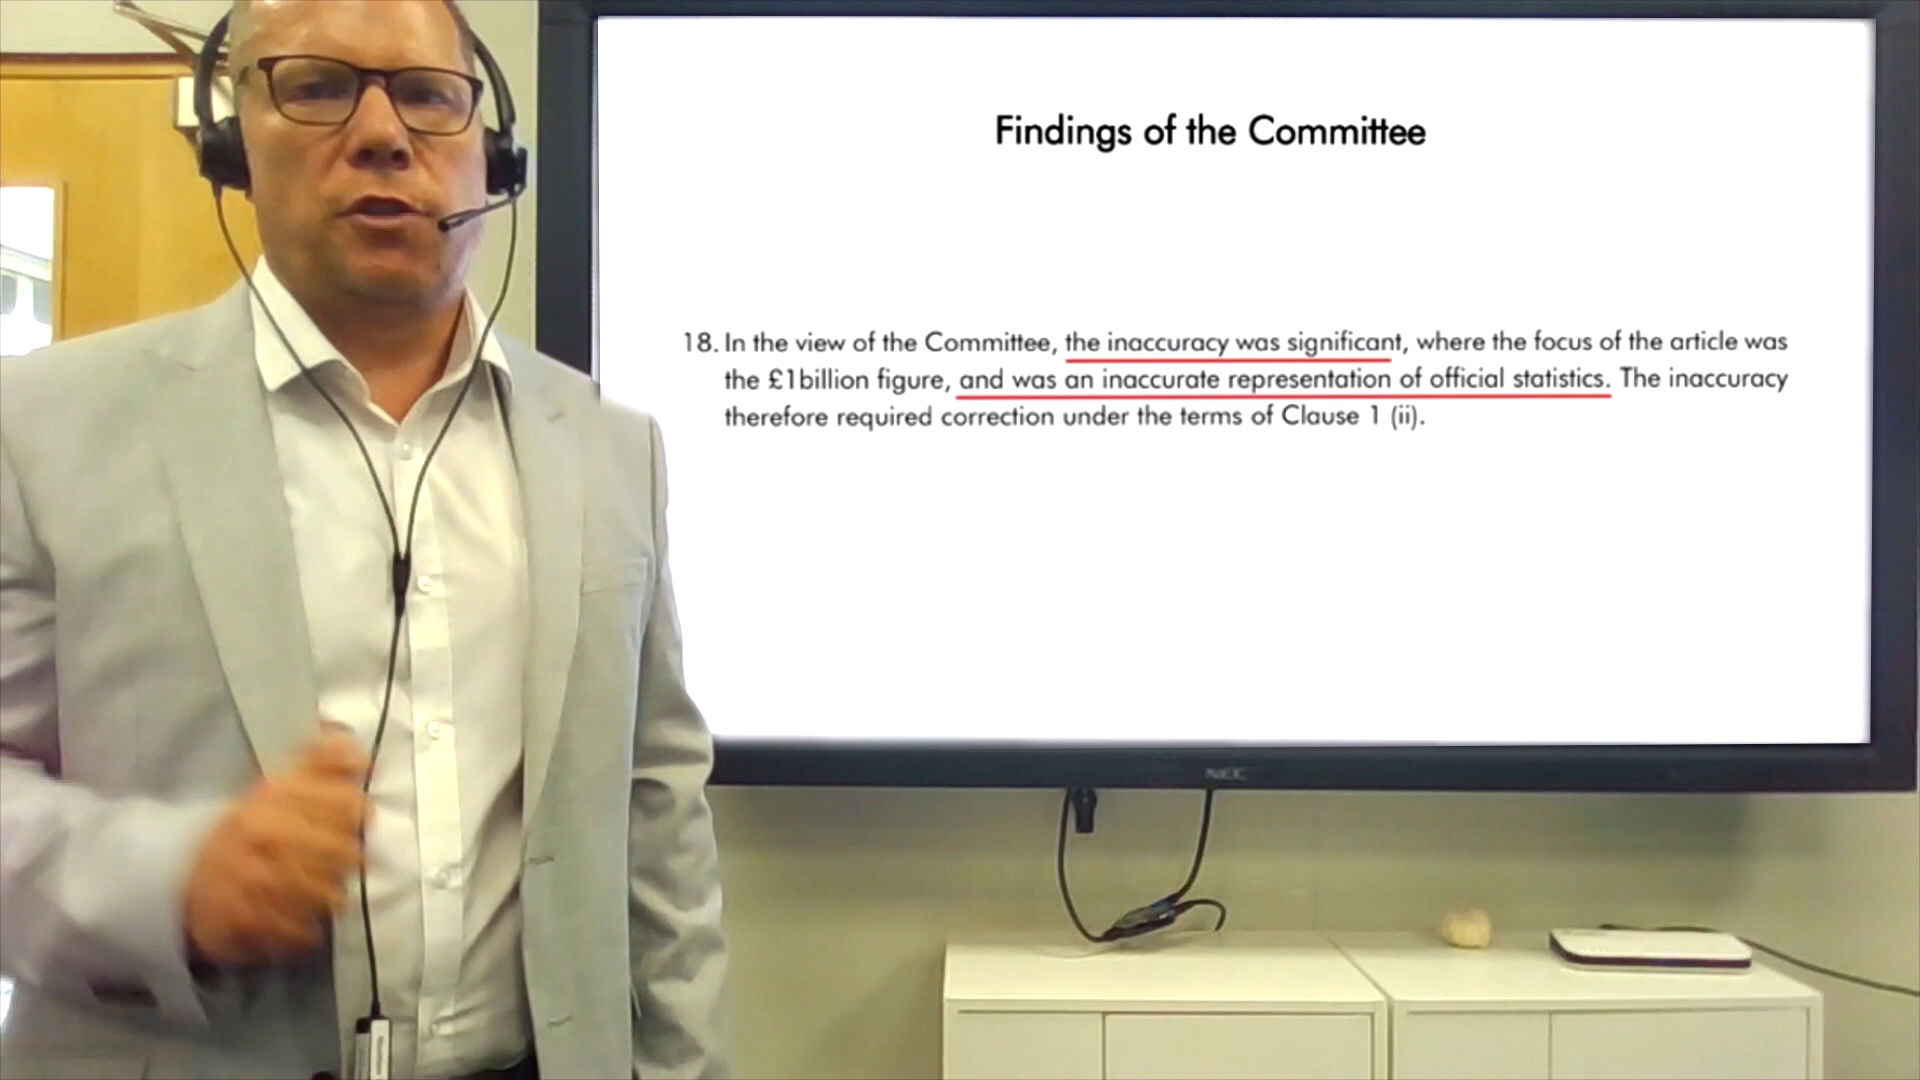 Findings of the Committee
18. In the view of the Committee, the inaccuracy was significant, where the focus of the article was
the £1billion figure, and was an inaccurate representation of official statistics. The inaccuracy
therefore required correction under the terms of Clause 1 (ii).
NEC